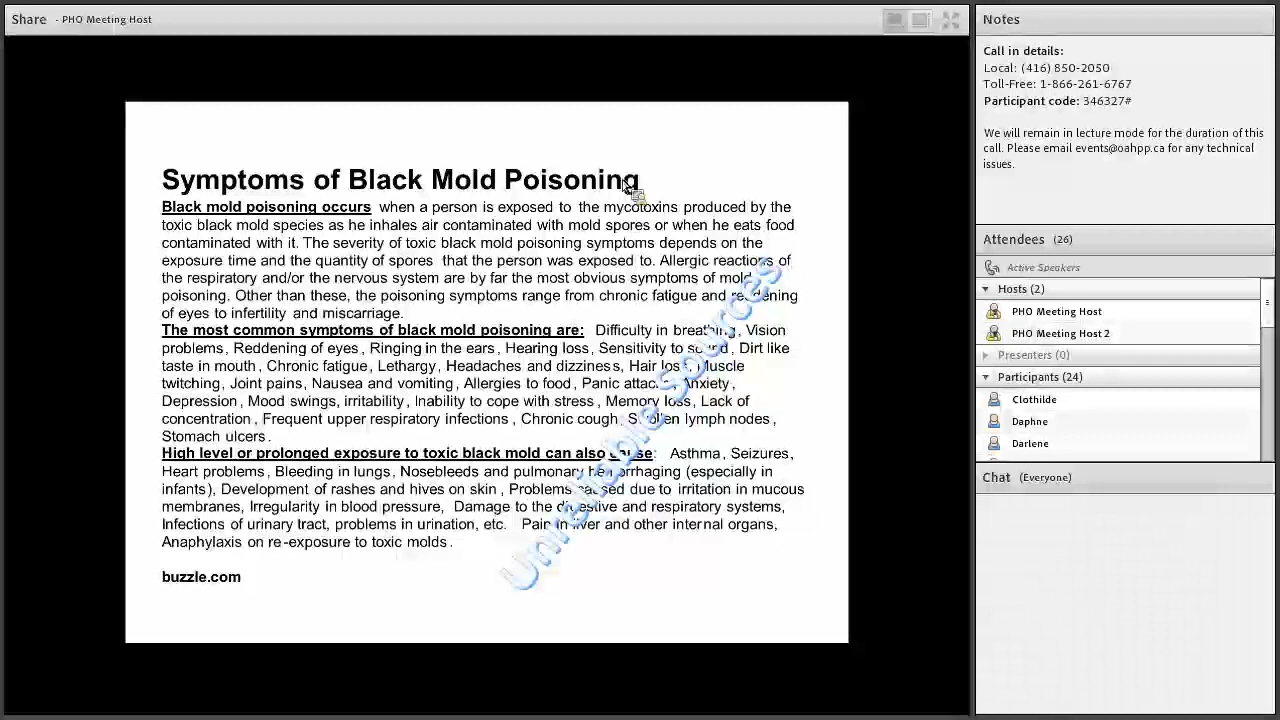 Share - PHO Meeting Host
Symptoms of Black Mold Poisoning
Black mold poisoning occurs when a person is exposed to the mycotoxins produced by the
toxic black mold species as he inhales air contaminated with mold spores or when he eats food
contaminated with it. The severity of toxic black mold poisoning symptoms depends on the
exposure time and the quantity of spores that the person was exposed to. Allergic reactions of
the respiratory and/or the nervous system are by far the most obvious symptoms of mold
poisoning. Other than these, the poisoning symptoms range from chronic fatigue and reddening
of eyes to infertility and miscarriage.
The most common symptoms of black mold poisoning are: Difficulty in breathing, Vision
problems, Reddening of eyes, Ringing in the ears, Hearing loss, Sensitivity to sound, Dirt like
taste in mouth, Chronic fatigue, Lethargy, Headaches and dizziness, Hair loss, Muscle
twitching, Joint pains, Nausea and vomiting, Allergies to food, Panic attack, Anxiety,
Depression, Mood swings, irritability, Inability to cope with stress, Memory loss, Lack of
concentration, Frequent upper respiratory infections, Chronic cough, Swollen lymph nodes,
Stomach ulcers.
High level or prolonged exposure to toxic black mold can also cause: Asthma, Seizures,
Heart problems, Bleeding in lungs, Nosebleeds and pulmonary hemorrhaging (especially in
infants), Development of rashes and hives on skin, Problems caused due to irritation in mucous
membranes, Irregularity in blood pressure, Damage to the digestive and respiratory systems,
Infections of urinary tract, problems in urination, etc. Pain in liver and other internal organs,
Anaphylaxis on re-exposure to toxic molds.
buzzle.com
Unreliable Sources
Notes
Call in details:
Local: (416) 850-2050
Toll-Free: 1-866-261-6767
Participant code: 346327#
We will remain in lecture mode for the duration of this
call. Please email events@oahpp.ca for any technical
issues.
Attendees (26)
Active Speakers
Hosts (2)
PHO Meeting Host
PHO Meeting Host 2
Presenters (0)
Participants (24)
Clothilde
Daphne
Darlene
Chat (Everyone)